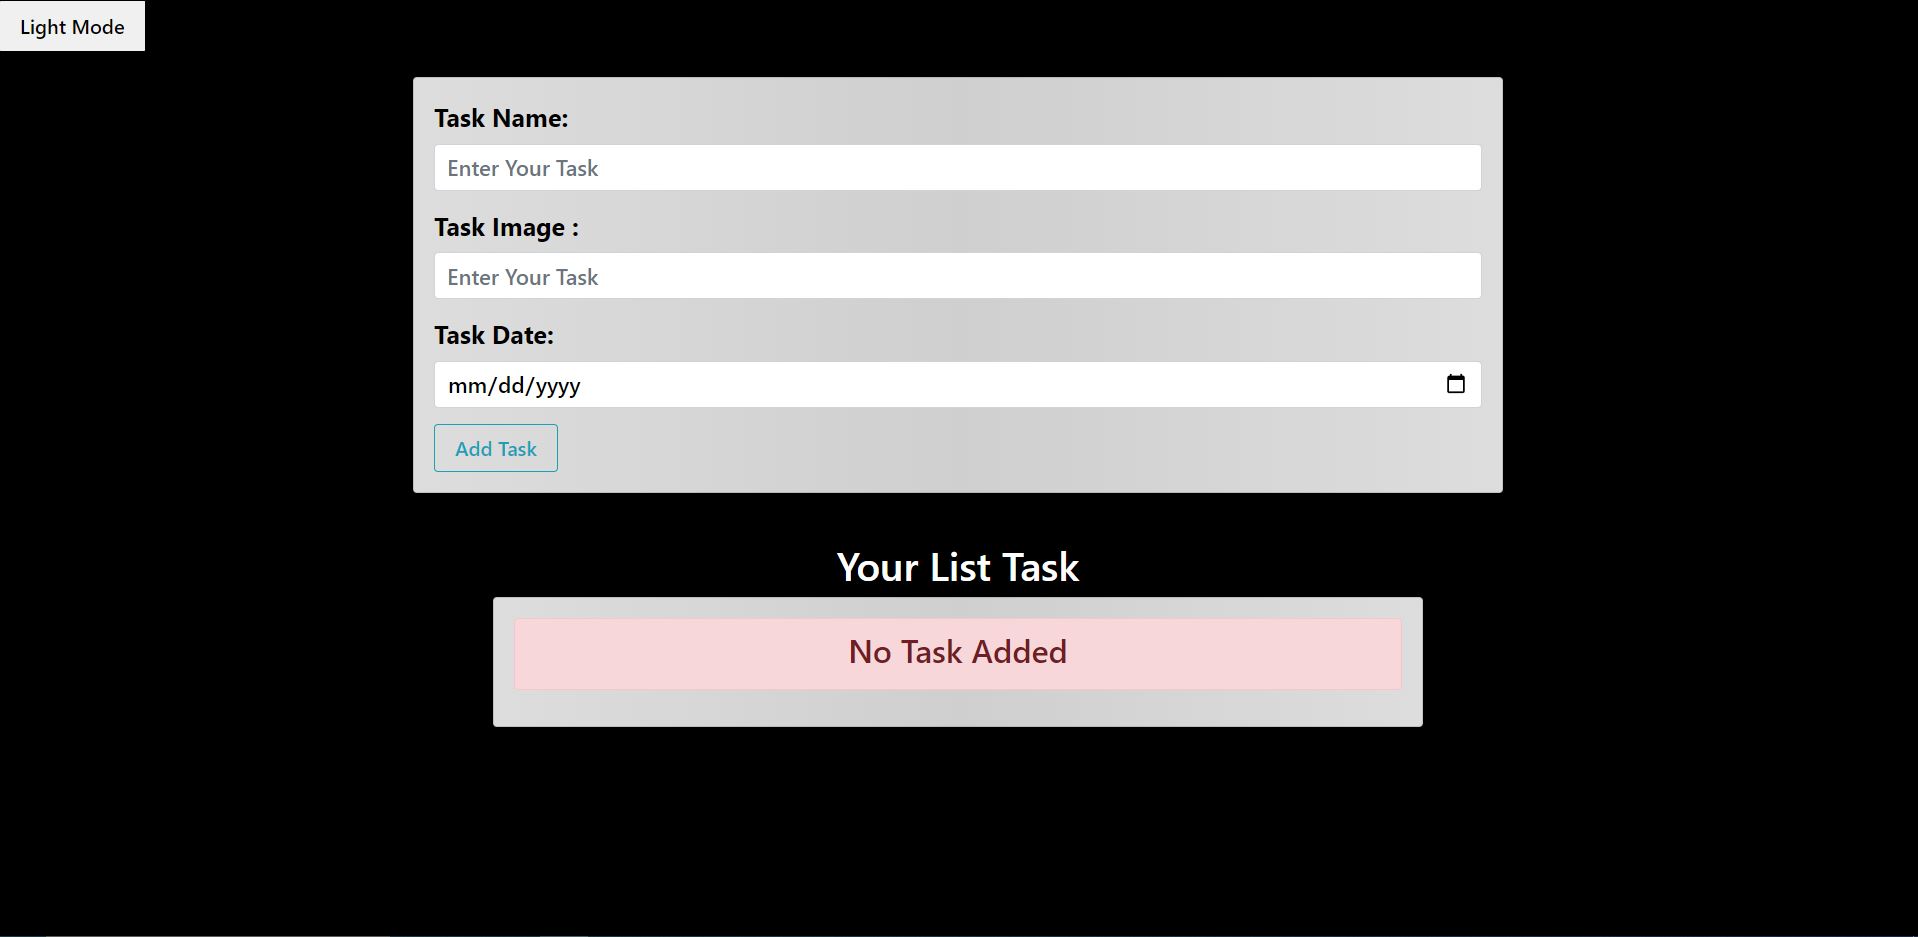 Light Mode
Task Name:
Enter Your Task
Task Image :
Enter Your Task
Task Date:
mm/dd/yyyy
Add Task
Your List Task
No Task Added